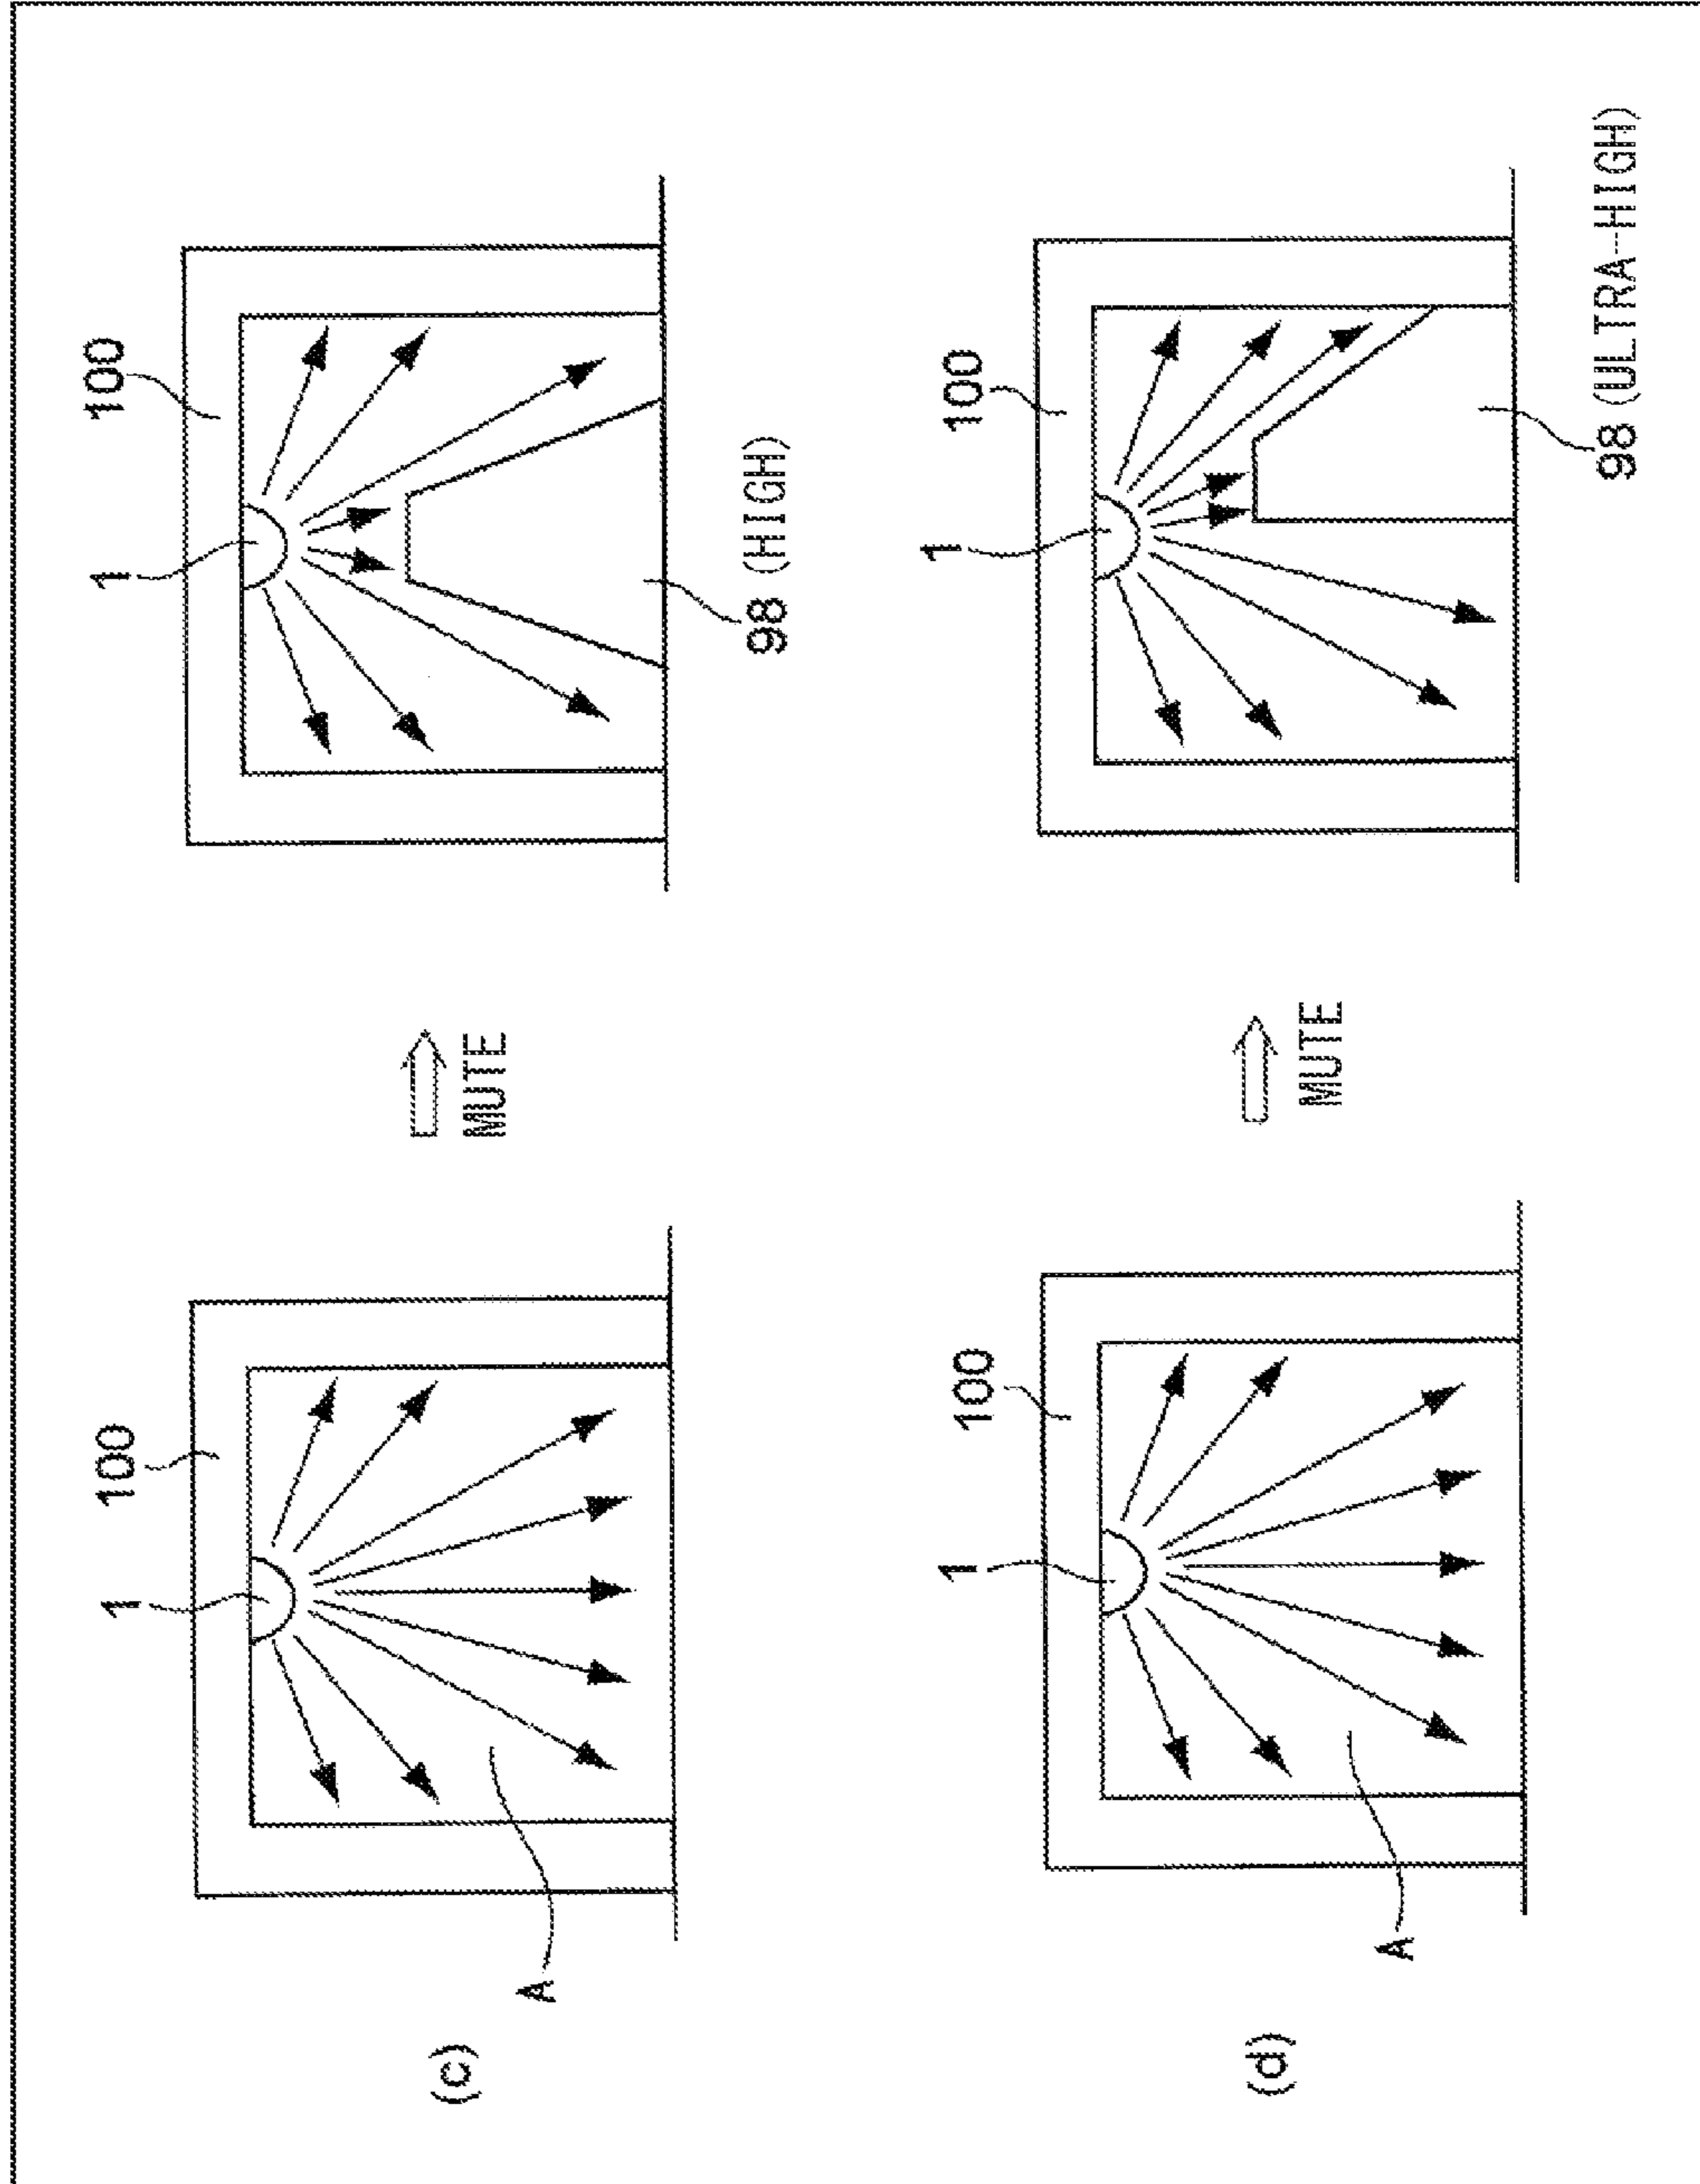 (c)
A
1
100
MUTE
1
100
98 (HIGH)
(d)
A
1
100
MUTE
1
100
98 (ULTRA-HIGH)